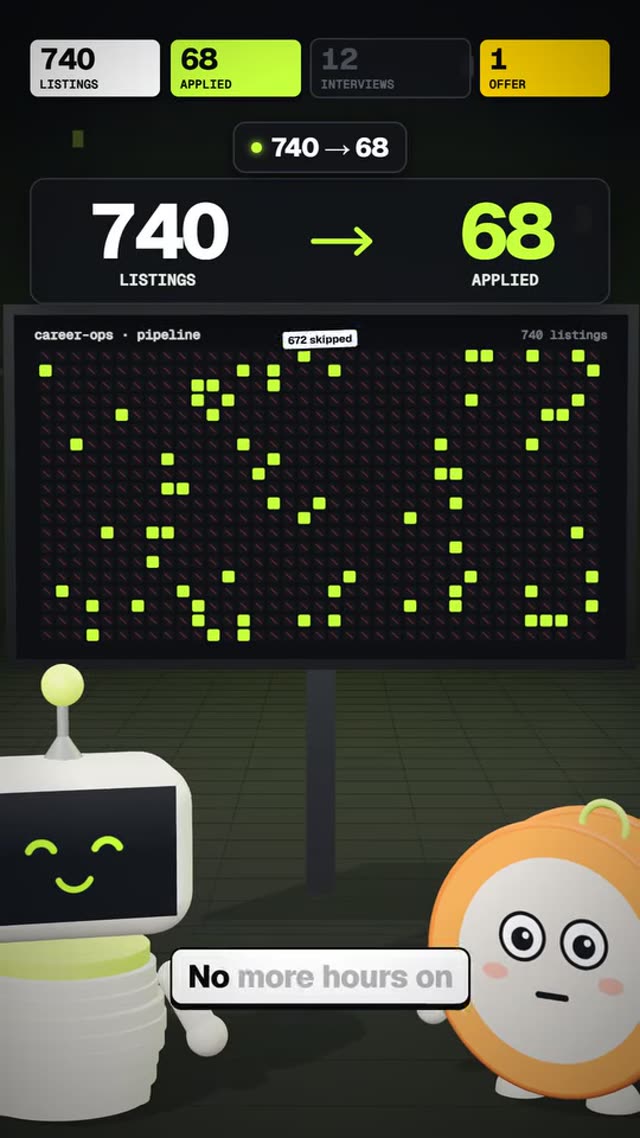 740
LISTINGS
68
APPLIED
12
INTERVIEWS
1
OFFER
740 → 68
740 → 68
LISTINGS
APPLIED
career-ops · pipeline
672 skipped
740 listings
No more hours on